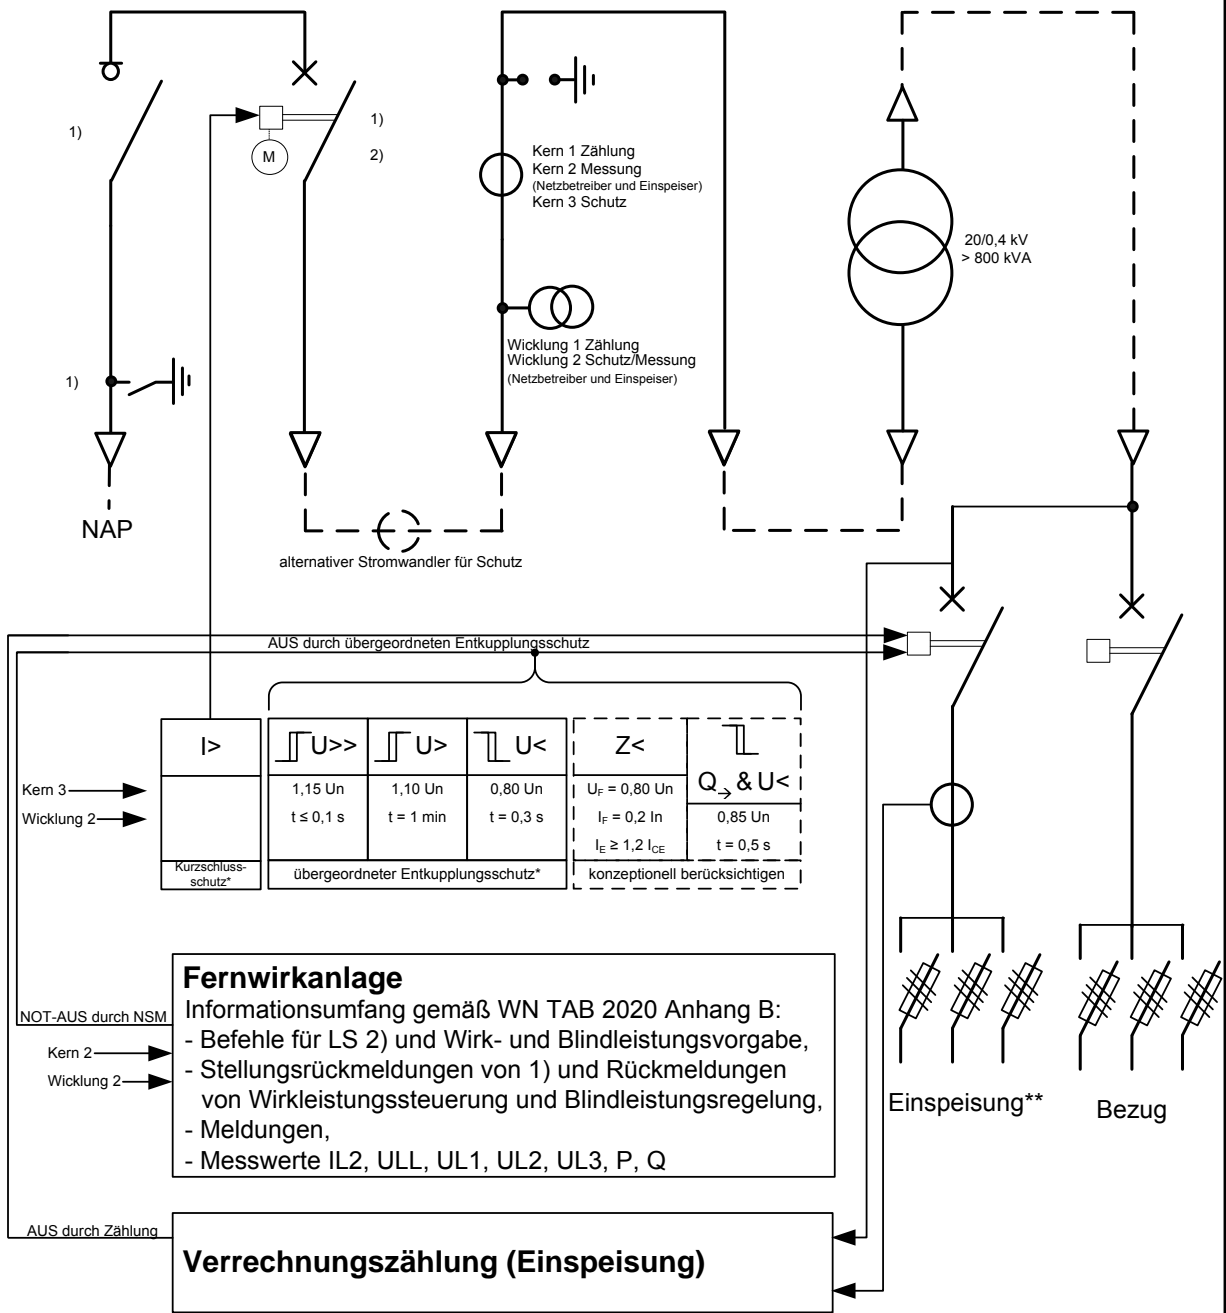 1)
M
1)
2)
Kern 1 Zählung
Kern 2 Messung
(Netzbetreiber und Einspeiser)
Kern 3 Schutz
20/0,4 kV
> 800 kVA
Wicklung 1 Zählung
Wicklung 2 Schutz/Messung
(Netzbetreiber und Einspeiser)
1)
NAP
alternativer Stromwandler für Schutz
AUS durch übergeordneten Entkupplungsschutz
I>
U>>
U>
U<
Z<
Q→ & U<
Kern 3
Wicklung 2
1,15 Un
t ≤ 0,1 s
1,10 Un
t = 1 min
0,80 Un
t = 0,3 s
UF = 0,80 Un
IF = 0,2 In
IE ≥ 1,2 ICE
0,85 Un
t = 0,5 s
Kurzschluss-
schutz*
übergeordneter Entkupplungsschutz*
konzeptionell berücksichtigen
Fernwirkanlage
Informationsumfang gemäß WN TAB 2020 Anhang B:
- Befehle für LS 2) und Wirk- und Blindleistungsvorgabe,
- Stellungsrückmeldungen von 1) und Rückmeldungen
von Wirkleistungssteuerung und Blindleistungsregelung,
- Meldungen,
- Messwerte IL2, ULL, UL1, UL2, UL3, P, Q
NOT-AUS durch NSM
Kern 2
Wicklung 2
Einspeisung**
Bezug
AUS durch Zählung
Verrechnungszählung (Einspeisung)